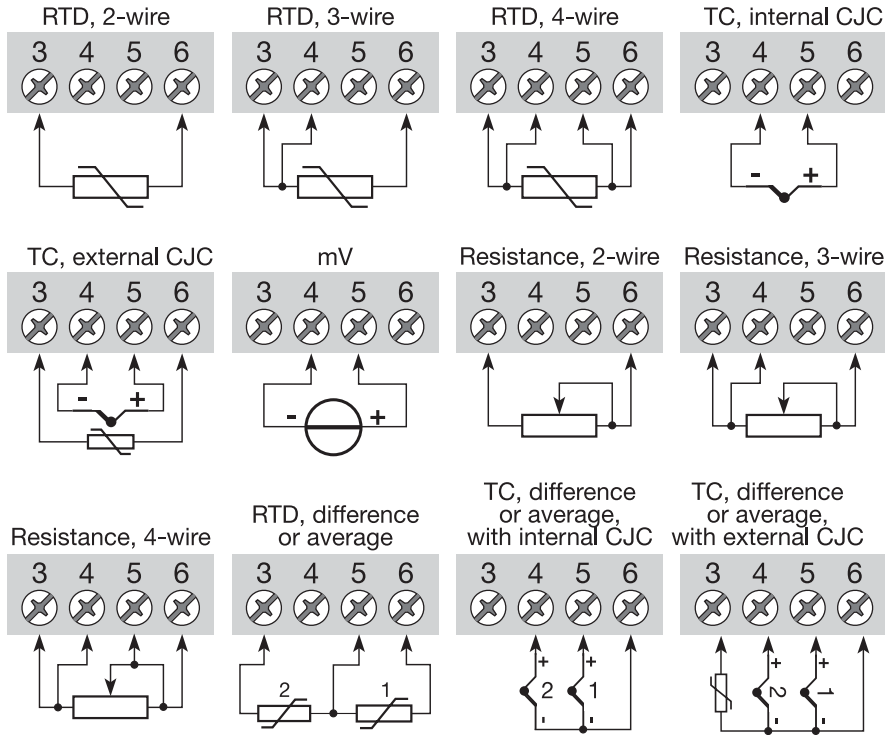 RTD, 2-wire
3 4 5 6
RTD, 3-wire
3 4 5 6
RTD, 4-wire
3 4 5 6
TC, internal CJC
3 4 5 6
- +
TC, external CJC
3 4 5 6
- +
mV
3 4 5 6
- +
Resistance, 2-wire
3 4 5 6
Resistance, 3-wire
3 4 5 6
Resistance, 4-wire
3 4 5 6
RTD, difference
or average
3 4 5 6
2 1
TC, difference
or average,
with internal CJC
3 4 5 6
+ +
2 1
- -
TC, difference
or average,
with external CJC
3 4 5 6
+ +
2 1
- -